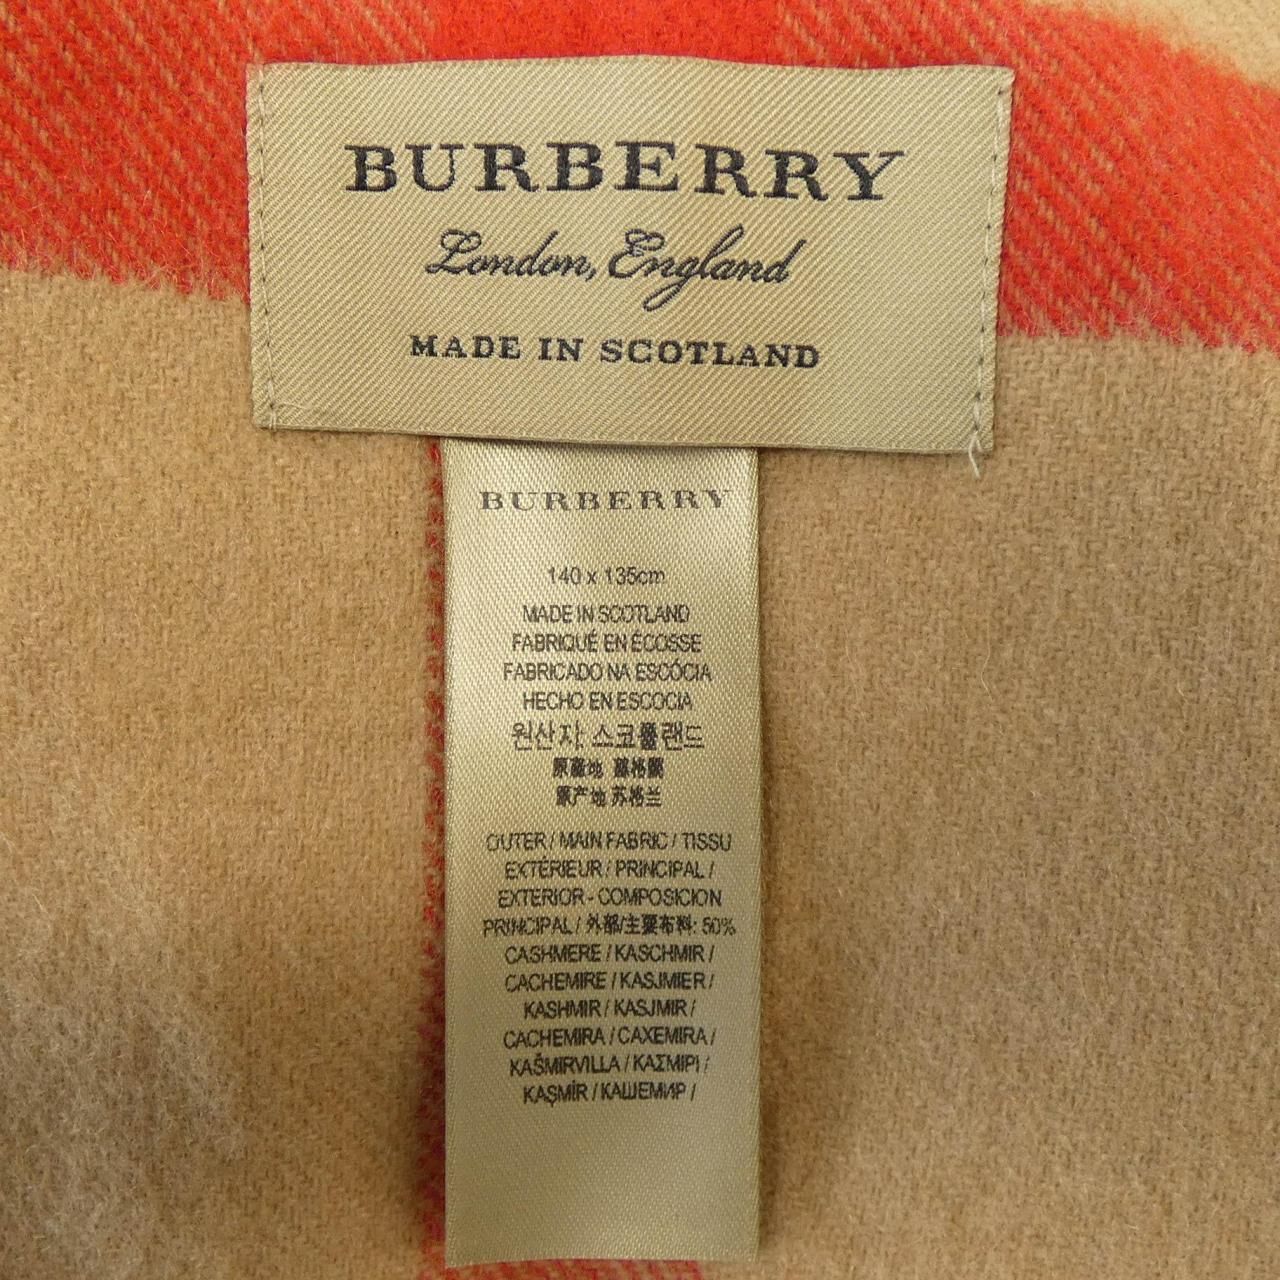 BURBERRY
London, England
MADE IN SCOTLAND
BURBERRY
140 x 135cm
MADE IN SCOTLAND
FABRIQUÉ EN ÉCOSSE
FABRICADO NA ESCÓCIA
HECHO EN ESCOCIA
원산지: 스코틀랜드
原產地 蘇格蘭
原产地 苏格兰
OUTER / MAIN FABRIC / TISSU
EXTÉRIEUR / PRINCIPAL /
EXTERIOR - COMPOSICION
PRINCIPAL / 外部/主要布料: 50%
CASHMERE / KASCHMIR /
CACHEMIRE / KASJMIER /
KASHMIR / KASJMIR /
CACHEMIRA / CAXEMIRA /
KAŠMIRVILLA / ΚΑΣΜΙΡΙ /
KAŞMİR / КАШЕМИР /